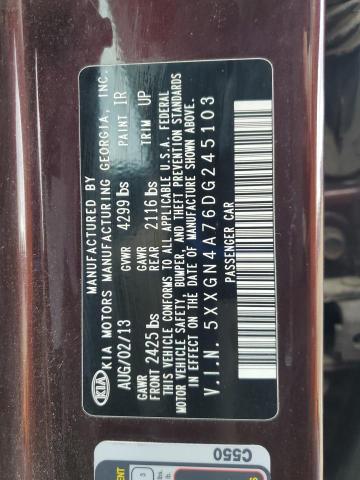 MANUFACTURED BY
KIA KIA MOTORS MANUFACTURING GEORGIA, INC.
AUG/02/13 GVWR 4299 lbs PAINT IR
GAWR FRONT 2425 lbs GAWR REAR 2116 lbs TRIM UP
THIS VEHICLE CONFORMS TO ALL APPLICABLE U.S.A. FEDERAL
MOTOR VEHICLE SAFETY, BUMPER, AND THEFT PREVENTION STANDARDS
IN EFFECT ON THE DATE OF MANUFACTURE SHOWN ABOVE.
V.I.N. 5XXGN4A76DG245103
PASSENGER CAR
C550